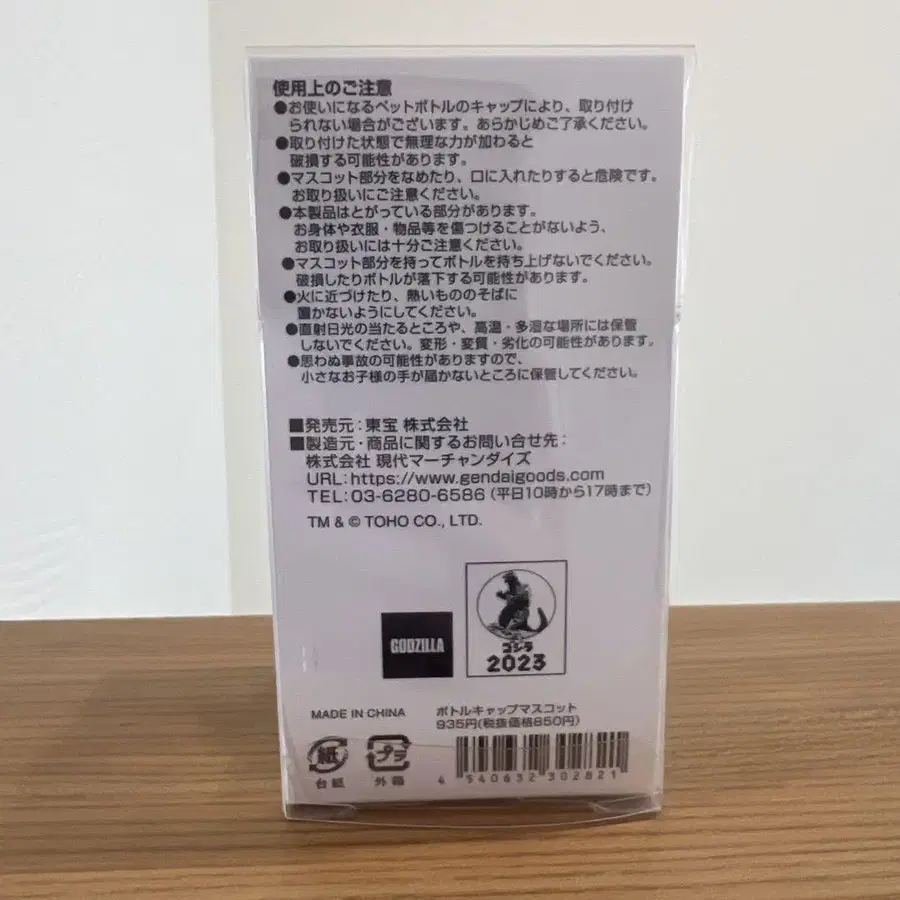 使用上のご注意
●お使いになるペットボトルのキャップにより、取り付け
られない場合がございます。あらかじめご了承ください。
●取り付けた状態で無理な力が加わると
破損する可能性があります。
●マスコット部分をなめたり、口に入れたりすると危険です。
お取り扱いにご注意ください。
●本製品はとがっている部分があります。
お身体や衣服・物品等を傷つけることがないよう、
お取り扱いには十分ご注意ください。
●マスコット部分を持ってボトルを持ち上げないでください。
破損したりボトルが落下する可能性があります。
●火に近づけたり、熱いもののそばに
置かないようにしてください。
●直射日光の当たるところや、高温・多湿な場所には保管
しないでください。変形・変質・劣化の可能性があります。
●思わぬ事故の可能性がありますので、
小さなお子様の手が届かないところに保管してください。
■発売元:東宝 株式会社
■製造元・商品に関するお問い合せ先:
株式会社 現代マーチャンダイズ
URL:https://www.gendaigoods.com
TEL:03-6280-6586 (平日10時から17時まで)
TM & © TOHO CO., LTD.
GODZILLA
ゴジラ
2023
MADE IN CHINA
ボトルキャップマスコット
935円(税抜価格850円)
紙
台紙
プラ
外箱
4 540632 302821